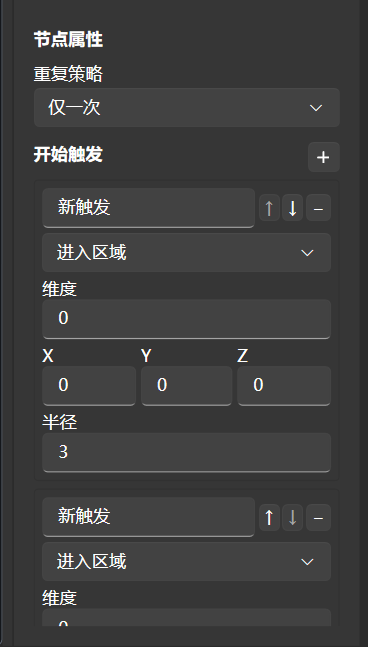 节点属性
重复策略
仅一次
开始触发 +
新触发 ↑ ↓ −
进入区域
维度
0
X Y Z
0 0 0
半径
3
新触发 ↑ ↓ −
进入区域
维度